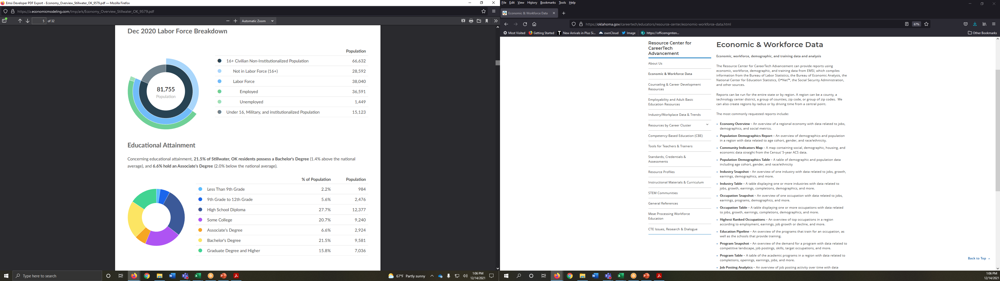 Emsi Developer PDF Export - Economy_Overview_Stillwater_OK_9579.pdf — Mozilla Firefox
https://a.economicmodeling.com/tmp/ark/Economy_Overview_Stillwater_OK_9579.pdf
5 of 32
Automatic Zoom
Dec 2020 Labor Force Breakdown
Population
16+ Civilian Non-Institutionalized Population 66,632
Not in Labor Force (16+) 28,592
Labor Force 38,040
Employed 36,591
Unemployed 1,449
Under 16, Military, and institutionalized Population 15,123
81,755
Population
Educational Attainment
Concerning educational attainment, 21.5% of Stillwater, OK residents possess a Bachelor's Degree (1.4% above the national
average), and 6.6% hold an Associate's Degree (2.0% below the national average).
% of Population Population
Less Than 9th Grade 2.2% 984
9th Grade to 12th Grade 5.6% 2,476
High School Diploma 27.7% 12,377
Some College 20.7% 9,240
Associate's Degree 6.6% 2,924
Bachelor's Degree 21.5% 9,581
Graduate Degree and Higher 15.8% 7,036
Type here to search
67°F Partly sunny
1:06 PM
12/14/2021
File Edit View History Bookmarks Tools Help
Economic & Workforce Data
https://oklahoma.gov/careertech/educators/resource-center/economic-workforce-data.html
67%
Most Visited Getting Started New Arrivals in Plus Si... ownCloud Image https://officemgmten... Other Bookmarks
Resource Center for
CareerTech
Advancement
About Us
Economic & Workforce Data
Counseling & Career Development
Resources
Employability and Adult Basic
Education Resources
Industry/Workplace Data & Trends
Resources by Career Cluster
Competency-Based Education (CBE)
Tools for Teachers & Trainers
Standards, Credentials &
Assessments
Resource Profiles
Instructional Materials & Curriculum
STEM Communities
General References
Meat Processing Workforce
Education
CTE Issues, Research & Dialogue
Economic & Workforce Data
Economic, workforce, demographic, and training data and analysis
The Resource Center for CareerTech Advancement can provide reports using
economic, workforce, demographic, and training data from EMSI, which compiles
information from the Bureau of Labor Statistics, the Bureau of Economic Analysis, the
National Center for Education Statistics, O*Net™, the Social Security Administration,
and other sources.
Reports can be run for the entire state or by region. A region can be a county, a
technology center district, a group of counties, zip code, or group of zip codes. We
can also create regions by radius or by driving time from a central point.
The most commonly requested reports include:
• Economy Overview – An overview of a regional economy with data related to jobs,
demographics, and social metrics.
• Population Demographics Report – An overview of demographics and population
in a region with data related to age cohort, gender, and race/ethnicity.
• Community Indicators Map – A map containing social, demographic, housing, and
economic data straight from the Census' 5-year ACS data.
• Population Demographics Table – A table of demographic and population data
including age cohort, gender, and race/ethnicity
• Industry Snapshot – An overview of one industry with data related to jobs, growth,
earnings, demographics, and more.
• Industry Table – A table displaying one or more industries with data related to
jobs, growth, earnings, completions, demographics, and more.
• Occupation Snapshot – An overview of one occupation with data related to jobs,
earnings, programs, demographics, and more.
• Occupation Table – A table displaying one or more occupations with data related
to jobs, growth, earnings, completions, demographics, and more.
• Highest Ranked Occupations – An overview of top occupations in a region
according to employment, earnings, job growth or decline, and more.
• Education Pipeline – An overview of the programs that train for an occupation, as
well as the schools that provide training.
• Program Snapshot – An overview of the demand for a program with data related to
competitive landscape, job postings, skills, target occupations, and more.
• Program Table – A table of the academic programs in a region with data related to
completions, openings, earnings, jobs, and more.
• Job Posting Analytics – An overview of job posting activity over time with data
Back to Top
1:06 PM
12/14/2021